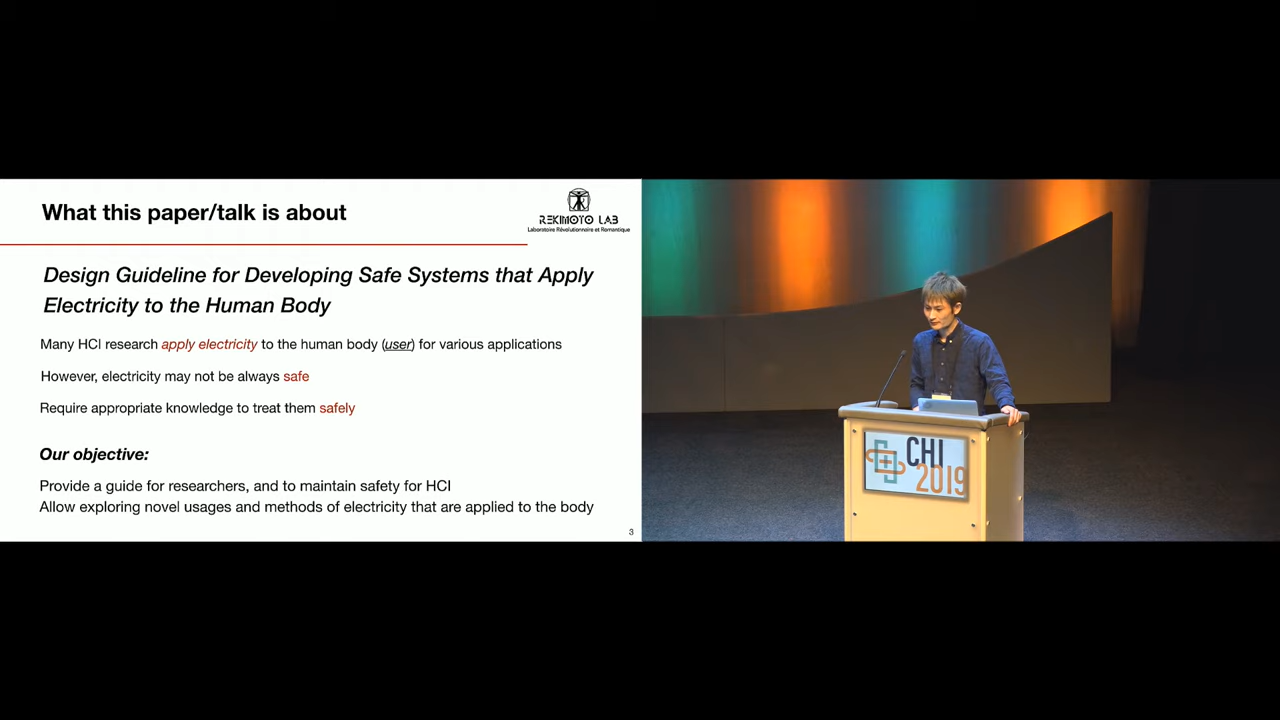 What this paper/talk is about
REKIMOTO LAB
Laboratoire Révolutionnaire et Romantique
Design Guideline for Developing Safe Systems that Apply
Electricity to the Human Body
Many HCI research apply electricity to the human body (user) for various applications
However, electricity may not be always safe
Require appropriate knowledge to treat them safely
Our objective:
Provide a guide for researchers, and to maintain safety for HCI
Allow exploring novel usages and methods of electricity that are applied to the body
3
CHI
2019